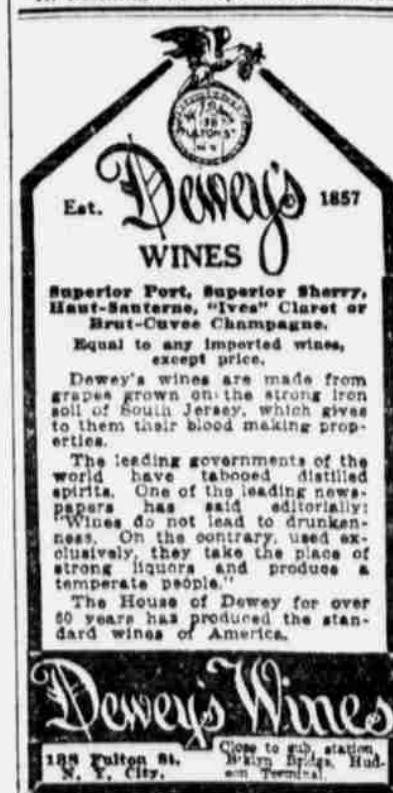 FULTON ST
N.Y.
Est. Dewey's 1857
WINES
Superior Port, Superior Sherry,
Haut-Sauterne, "Ives" Claret or
Brut-Cuvee Champagne.
Equal to any imported wines,
except price.
Dewey's wines are made from
grapes grown on the strong iron
soil of South Jersey, which gives
to them their blood making prop-
erties.
The leading governments of the
world have tabooed distilled
spirits. One of the leading news-
papers has said editorially:
"Wines do not lead to drunken-
ness. On the contrary, used ex-
clusively, they take the place of
strong liquors and produce a
temperate people."
The House of Dewey for over
60 years has produced the stan-
dard wines of America.
Dewey's Wines
138 Fulton St.
N. Y. City.
Close to sub. station,
B'klyn Bridge, Hud-
son Terminal.